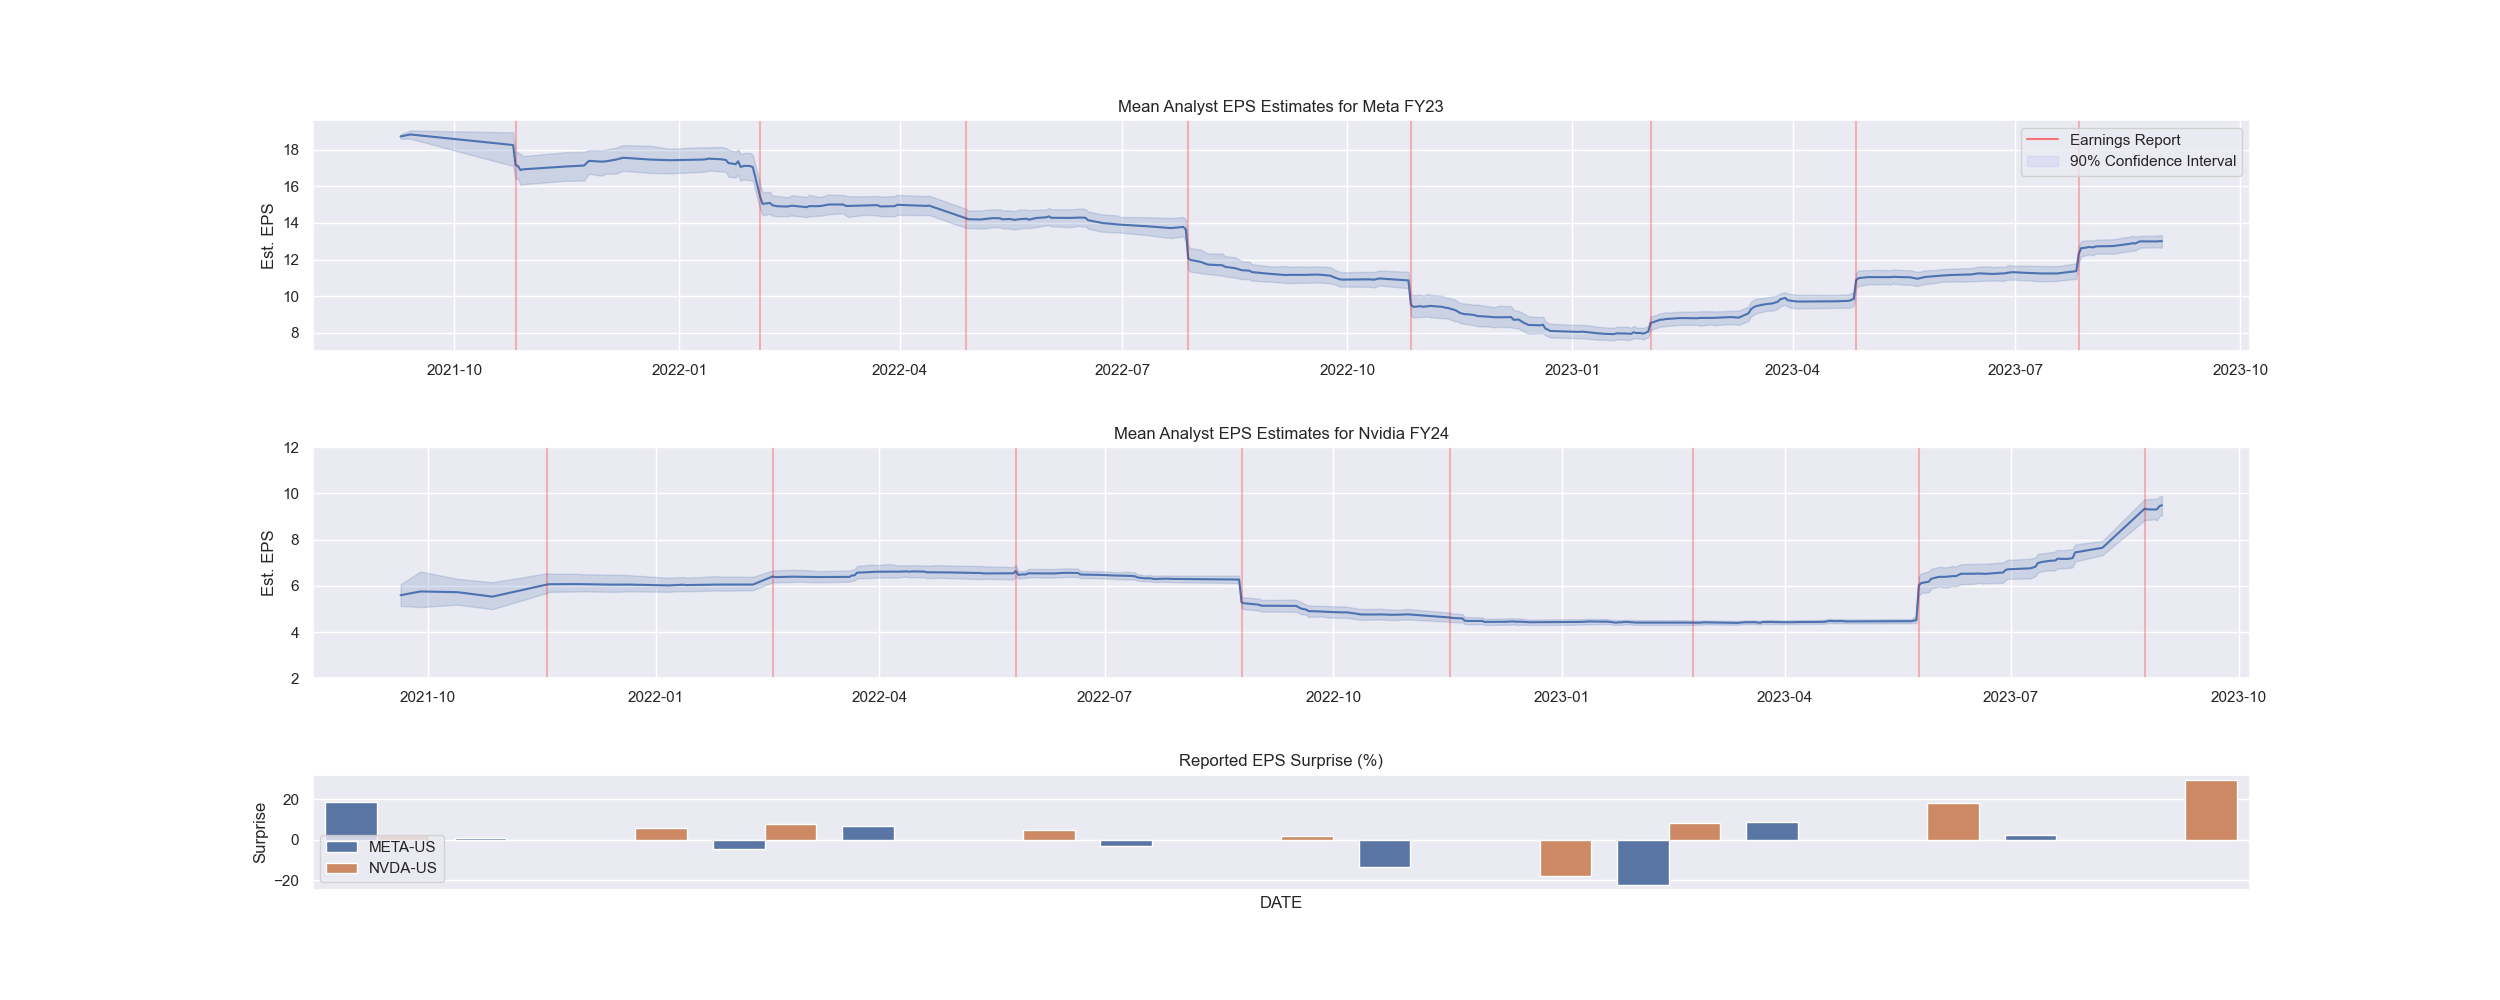 Mean Analyst EPS Estimates for Meta FY23
Est. EPS
18
16
14
12
10
8
Earnings Report
90% Confidence Interval
2021-10 2022-01 2022-04 2022-07 2022-10 2023-01 2023-04 2023-07 2023-10
Mean Analyst EPS Estimates for Nvidia FY24
Est. EPS
12
10
8
6
4
2
2021-10 2022-01 2022-04 2022-07 2022-10 2023-01 2023-04 2023-07 2023-10
Reported EPS Surprise (%)
Surprise
20
0
−20
META-US
NVDA-US
DATE